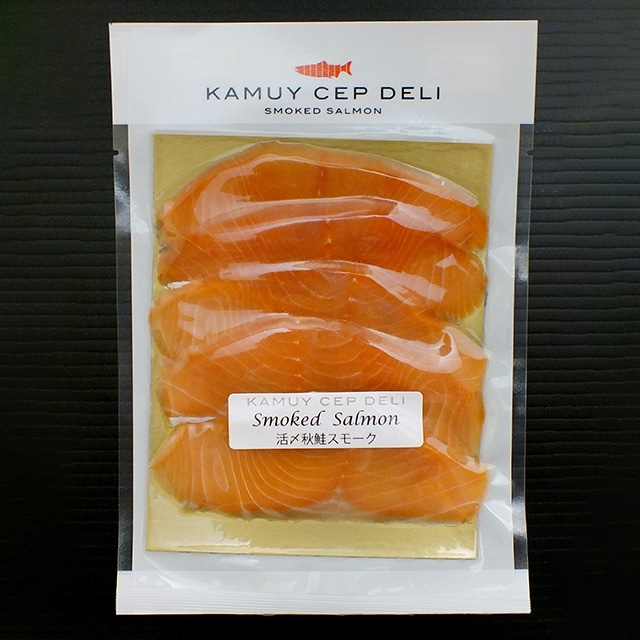 KAMUY CEP DELI
SMOKED SALMON
KAMUY CEP DELI
Smoked Salmon
活〆秋鮭スモーク